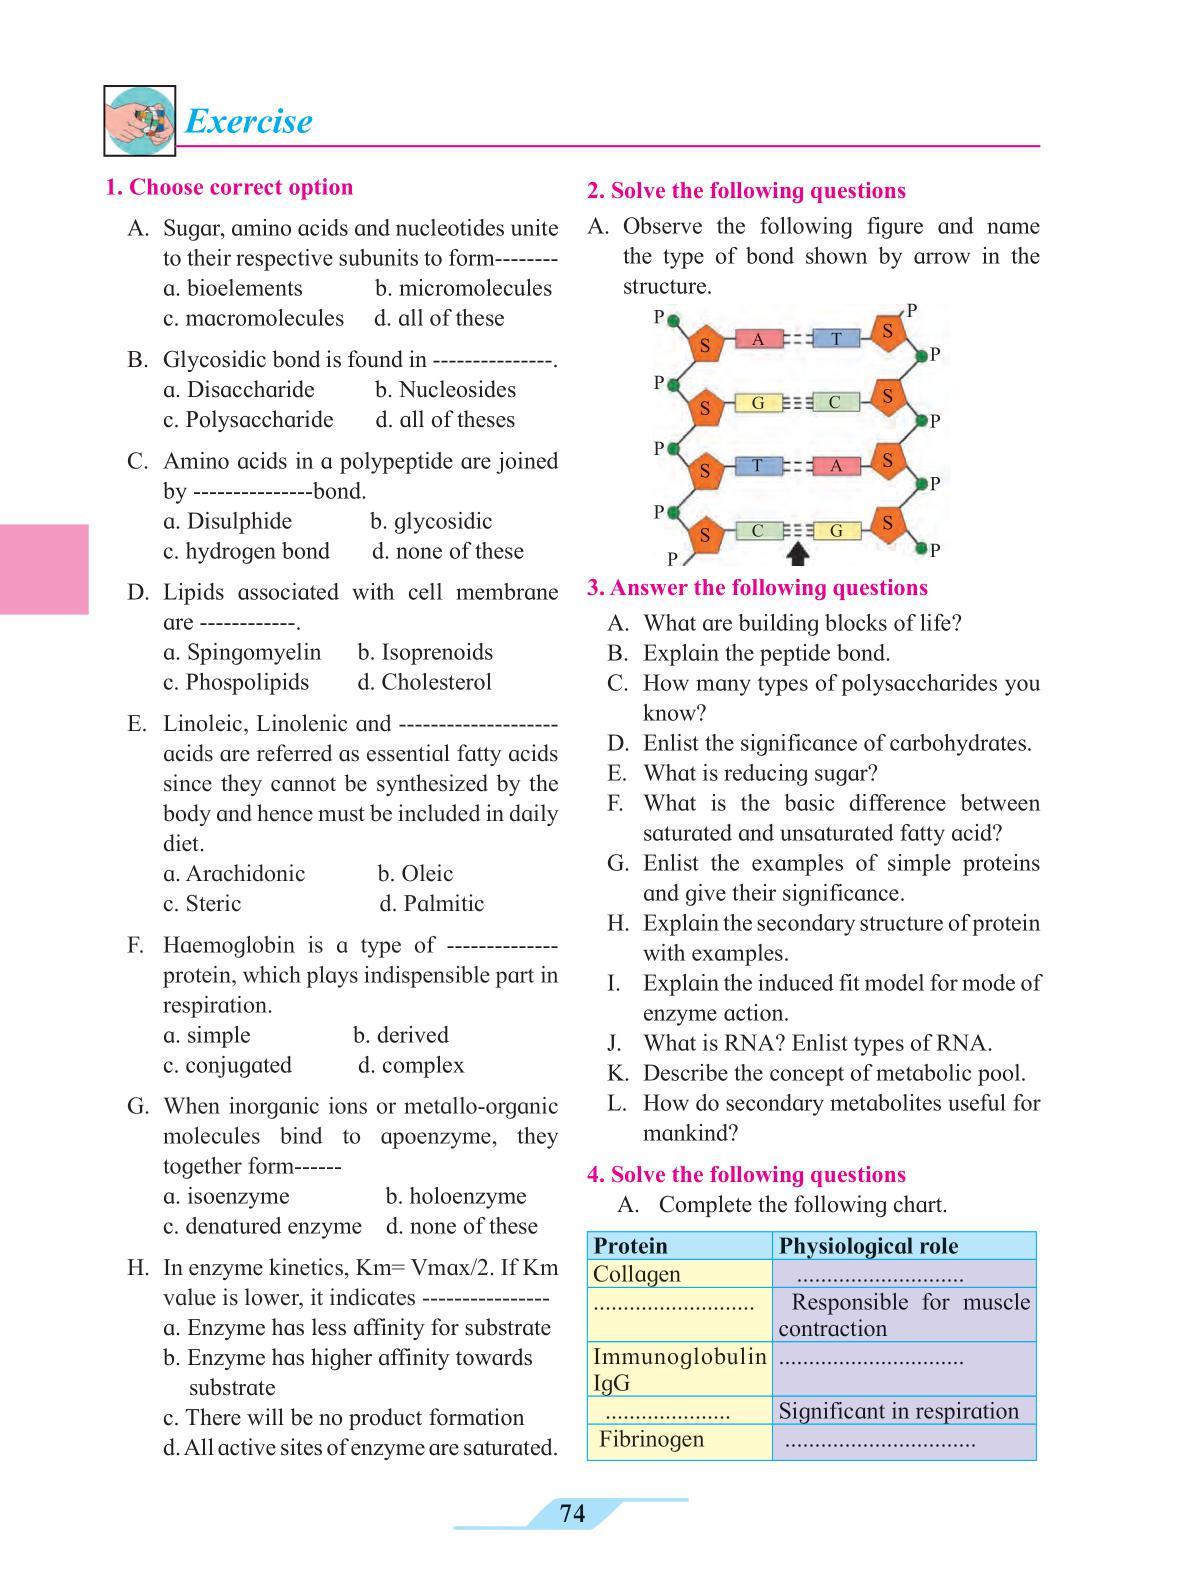 Exercise
1. Choose correct option
A. Sugar, amino acids and nucleotides unite
to their respective subunits to form--------
a. bioelements b. micromolecules
c. macromolecules d. all of these
B. Glycosidic bond is found in ---------------.
a. Disaccharide b. Nucleosides
c. Polysaccharide d. all of theses
C. Amino acids in a polypeptide are joined
by ---------------bond.
a. Disulphide b. glycosidic
c. hydrogen bond d. none of these
D. Lipids associated with cell membrane
are ------------.
a. Spingomyelin b. Isoprenoids
c. Phospolipids d. Cholesterol
E. Linoleic, Linolenic and --------------------
acids are referred as essential fatty acids
since they cannot be synthesized by the
body and hence must be included in daily
diet.
a. Arachidonic b. Oleic
c. Steric d. Palmitic
F. Haemoglobin is a type of --------------
protein, which plays indispensible part in
respiration.
a. simple b. derived
c. conjugated d. complex
G. When inorganic ions or metallo-organic
molecules bind to apoenzyme, they
together form------
a. isoenzyme b. holoenzyme
c. denatured enzyme d. none of these
H. In enzyme kinetics, Km= Vmax/2. If Km
value is lower, it indicates ----------------
a. Enzyme has less affinity for substrate
b. Enzyme has higher affinity towards
substrate
c. There will be no product formation
d. All active sites of enzyme are saturated.
2. Solve the following questions
A. Observe the following figure and name
the type of bond shown by arrow in the
structure.
P P
S A T S
P
P
S G C S
P
P
S T A S
P
P
S C G S
P P
3. Answer the following questions
A. What are building blocks of life?
B. Explain the peptide bond.
C. How many types of polysaccharides you
know?
D. Enlist the significance of carbohydrates.
E. What is reducing sugar?
F. What is the basic difference between
saturated and unsaturated fatty acid?
G. Enlist the examples of simple proteins
and give their significance.
H. Explain the secondary structure of protein
with examples.
I. Explain the induced fit model for mode of
enzyme action.
J. What is RNA? Enlist types of RNA.
K. Describe the concept of metabolic pool.
L. How do secondary metabolites useful for
mankind?
4. Solve the following questions
A. Complete the following chart.
Protein Physiological role
Collagen ............................
........................... Responsible for muscle
contraction
Immunoglobulin ...............................
IgG
..................... Significant in respiration
Fibrinogen ................................
74